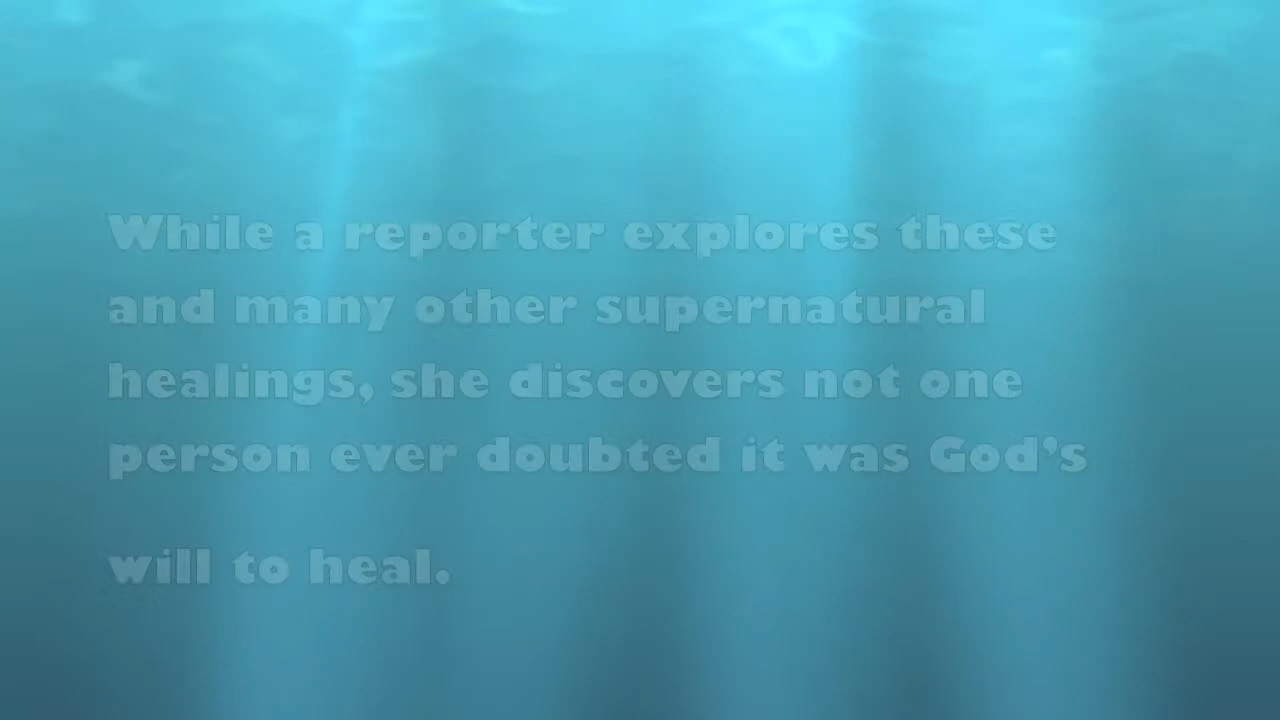 While a reporter explores these
and many other supernatural
healings, she discovers not one
person ever doubted it was God’s
will to heal.